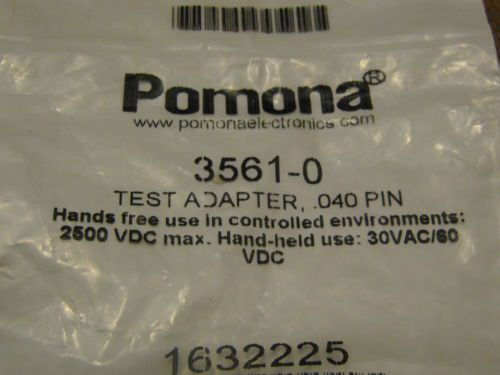 Pomona®
www.pomonaelectronics.com
3561-0
TEST ADAPTER, .040 PIN
Hands free use in controlled environments:
2500 VDC max. Hand-held use: 30VAC/60
VDC
1632225